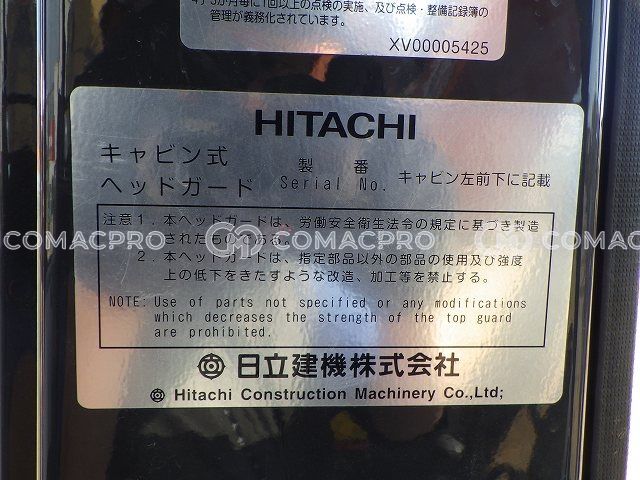 4) 3か月毎に1回以上の点検の実施、及び点検・整備記録簿の
管理が義務化されています。
XV00005425
HITACHI
キャビン式
ヘッドガード
製番
Serial No.
キャビン左前下に記載
注意1. 本ヘッドガードは、労働安全衛生法令の規定に基づき製造
されたものである。
2. 本ヘッドガードは、指定部品以外の部品の使用及び強度
上の低下をきたすような改造、加工等を禁止する。
NOTE: Use of parts not specified or any modifications
which decreases the strength of the top guard
are prohibited.
日立建機株式会社
Hitachi Construction Machinery Co.,Ltd;
COMACPRO
COMACPRO
COMACPRO